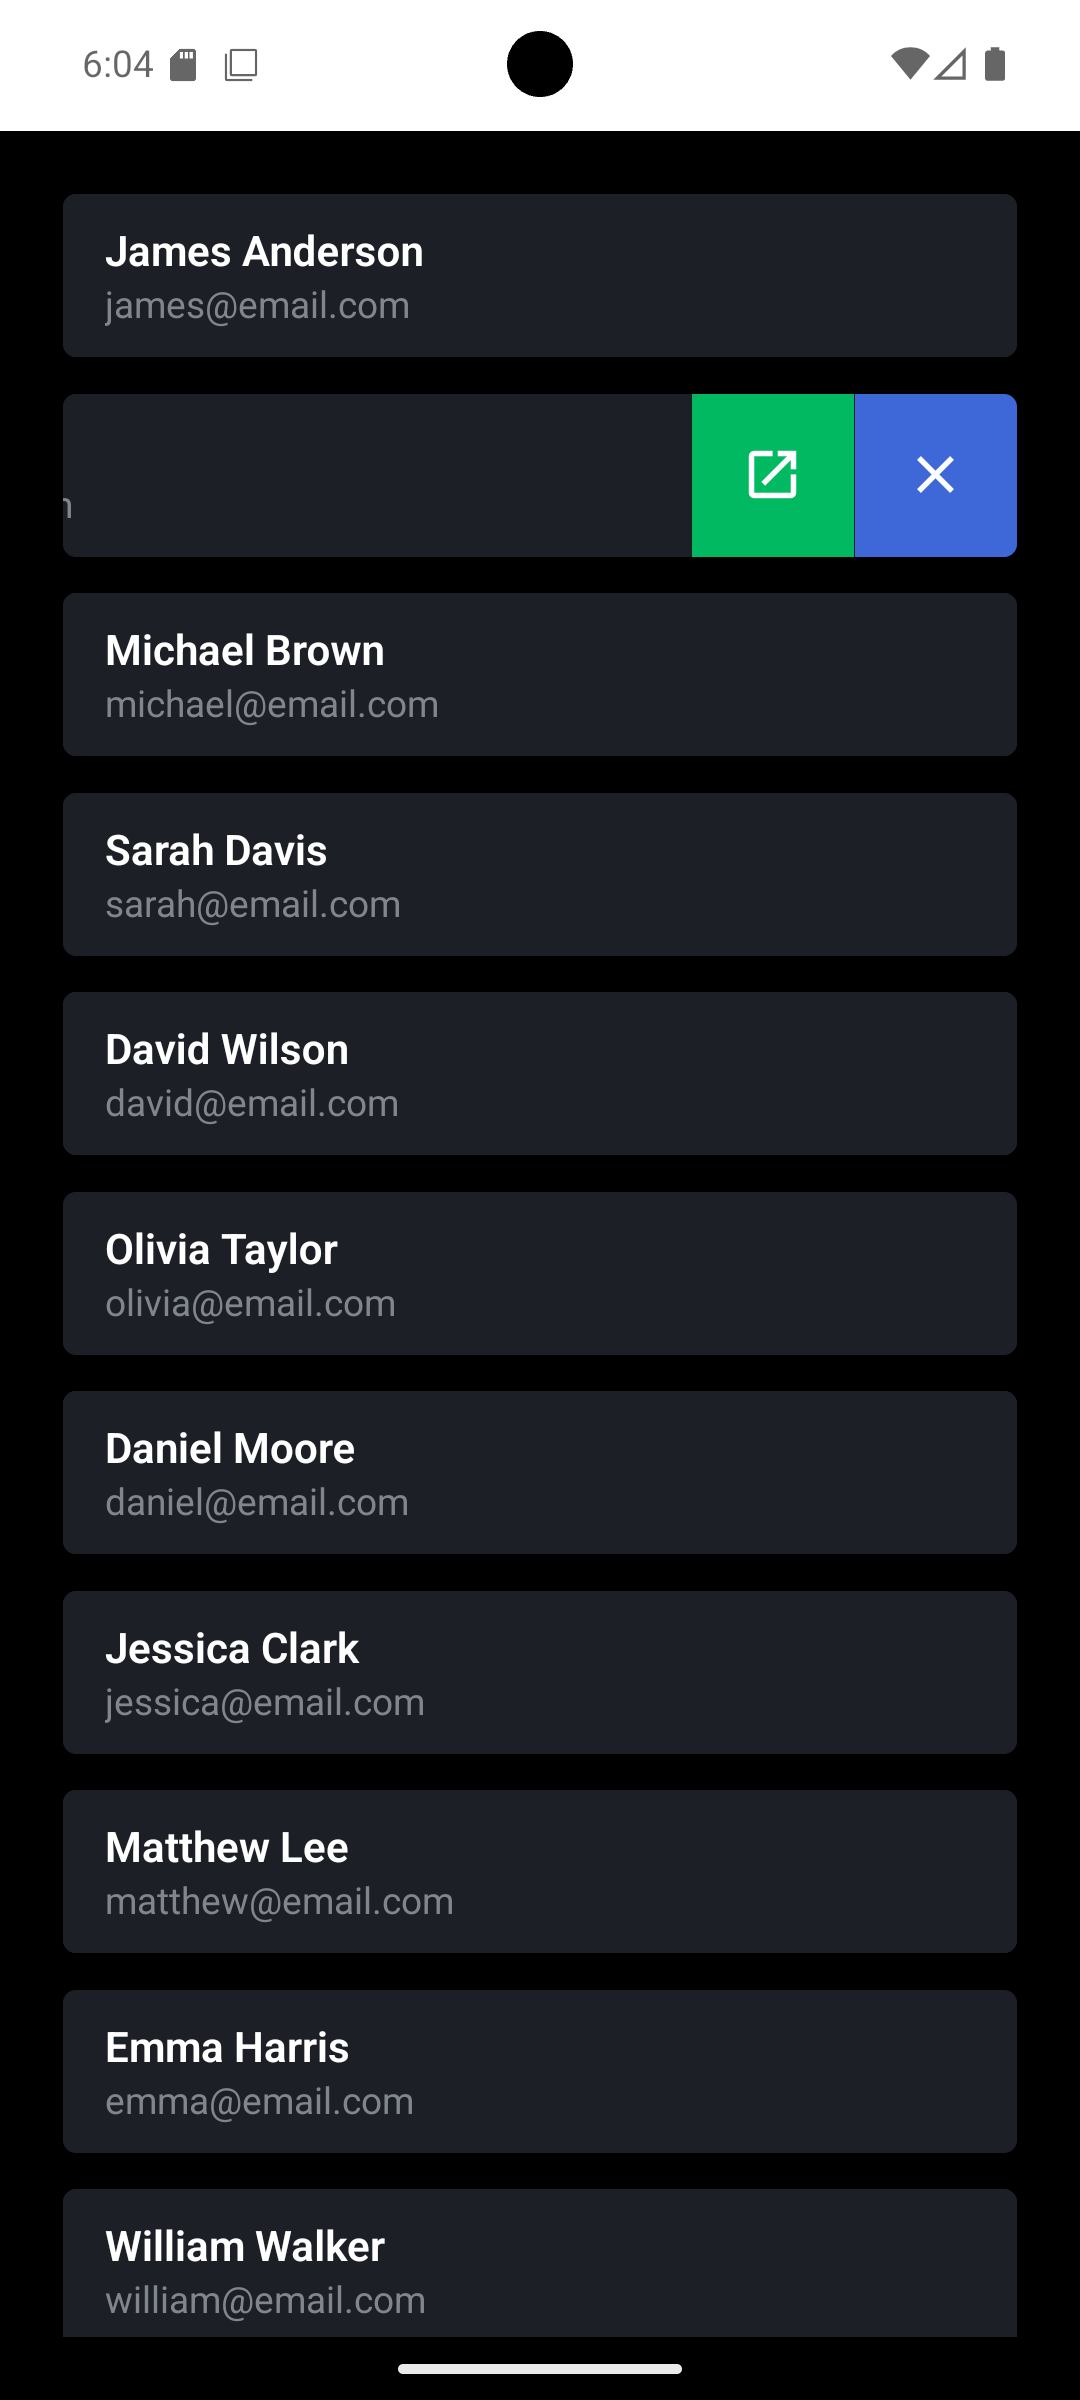 6:04
James Anderson
james@email.com
Michael Brown
michael@email.com
Sarah Davis
sarah@email.com
David Wilson
david@email.com
Olivia Taylor
olivia@email.com
Daniel Moore
daniel@email.com
Jessica Clark
jessica@email.com
Matthew Lee
matthew@email.com
Emma Harris
emma@email.com
William Walker
william@email.com